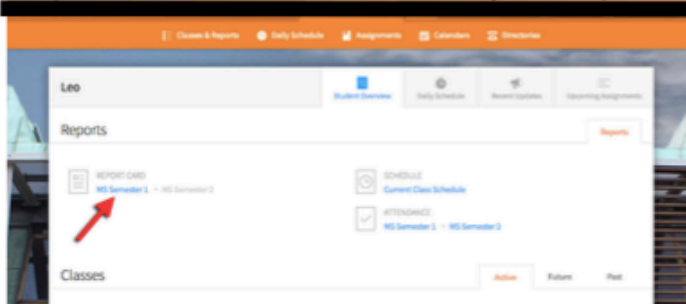 Classes & Reports Daily Schedule Assignments Calendars Directories
Leo
Student Overview Daily Schedule Recent Updates Upcoming Assignments
Reports
Reports
REPORT CARD
MS Semester 1 • MS Semester 2
SCHEDULE
Current Class Schedule
ATTENDANCE
MS Semester 1 • MS Semester 2
Classes
Active Future Past